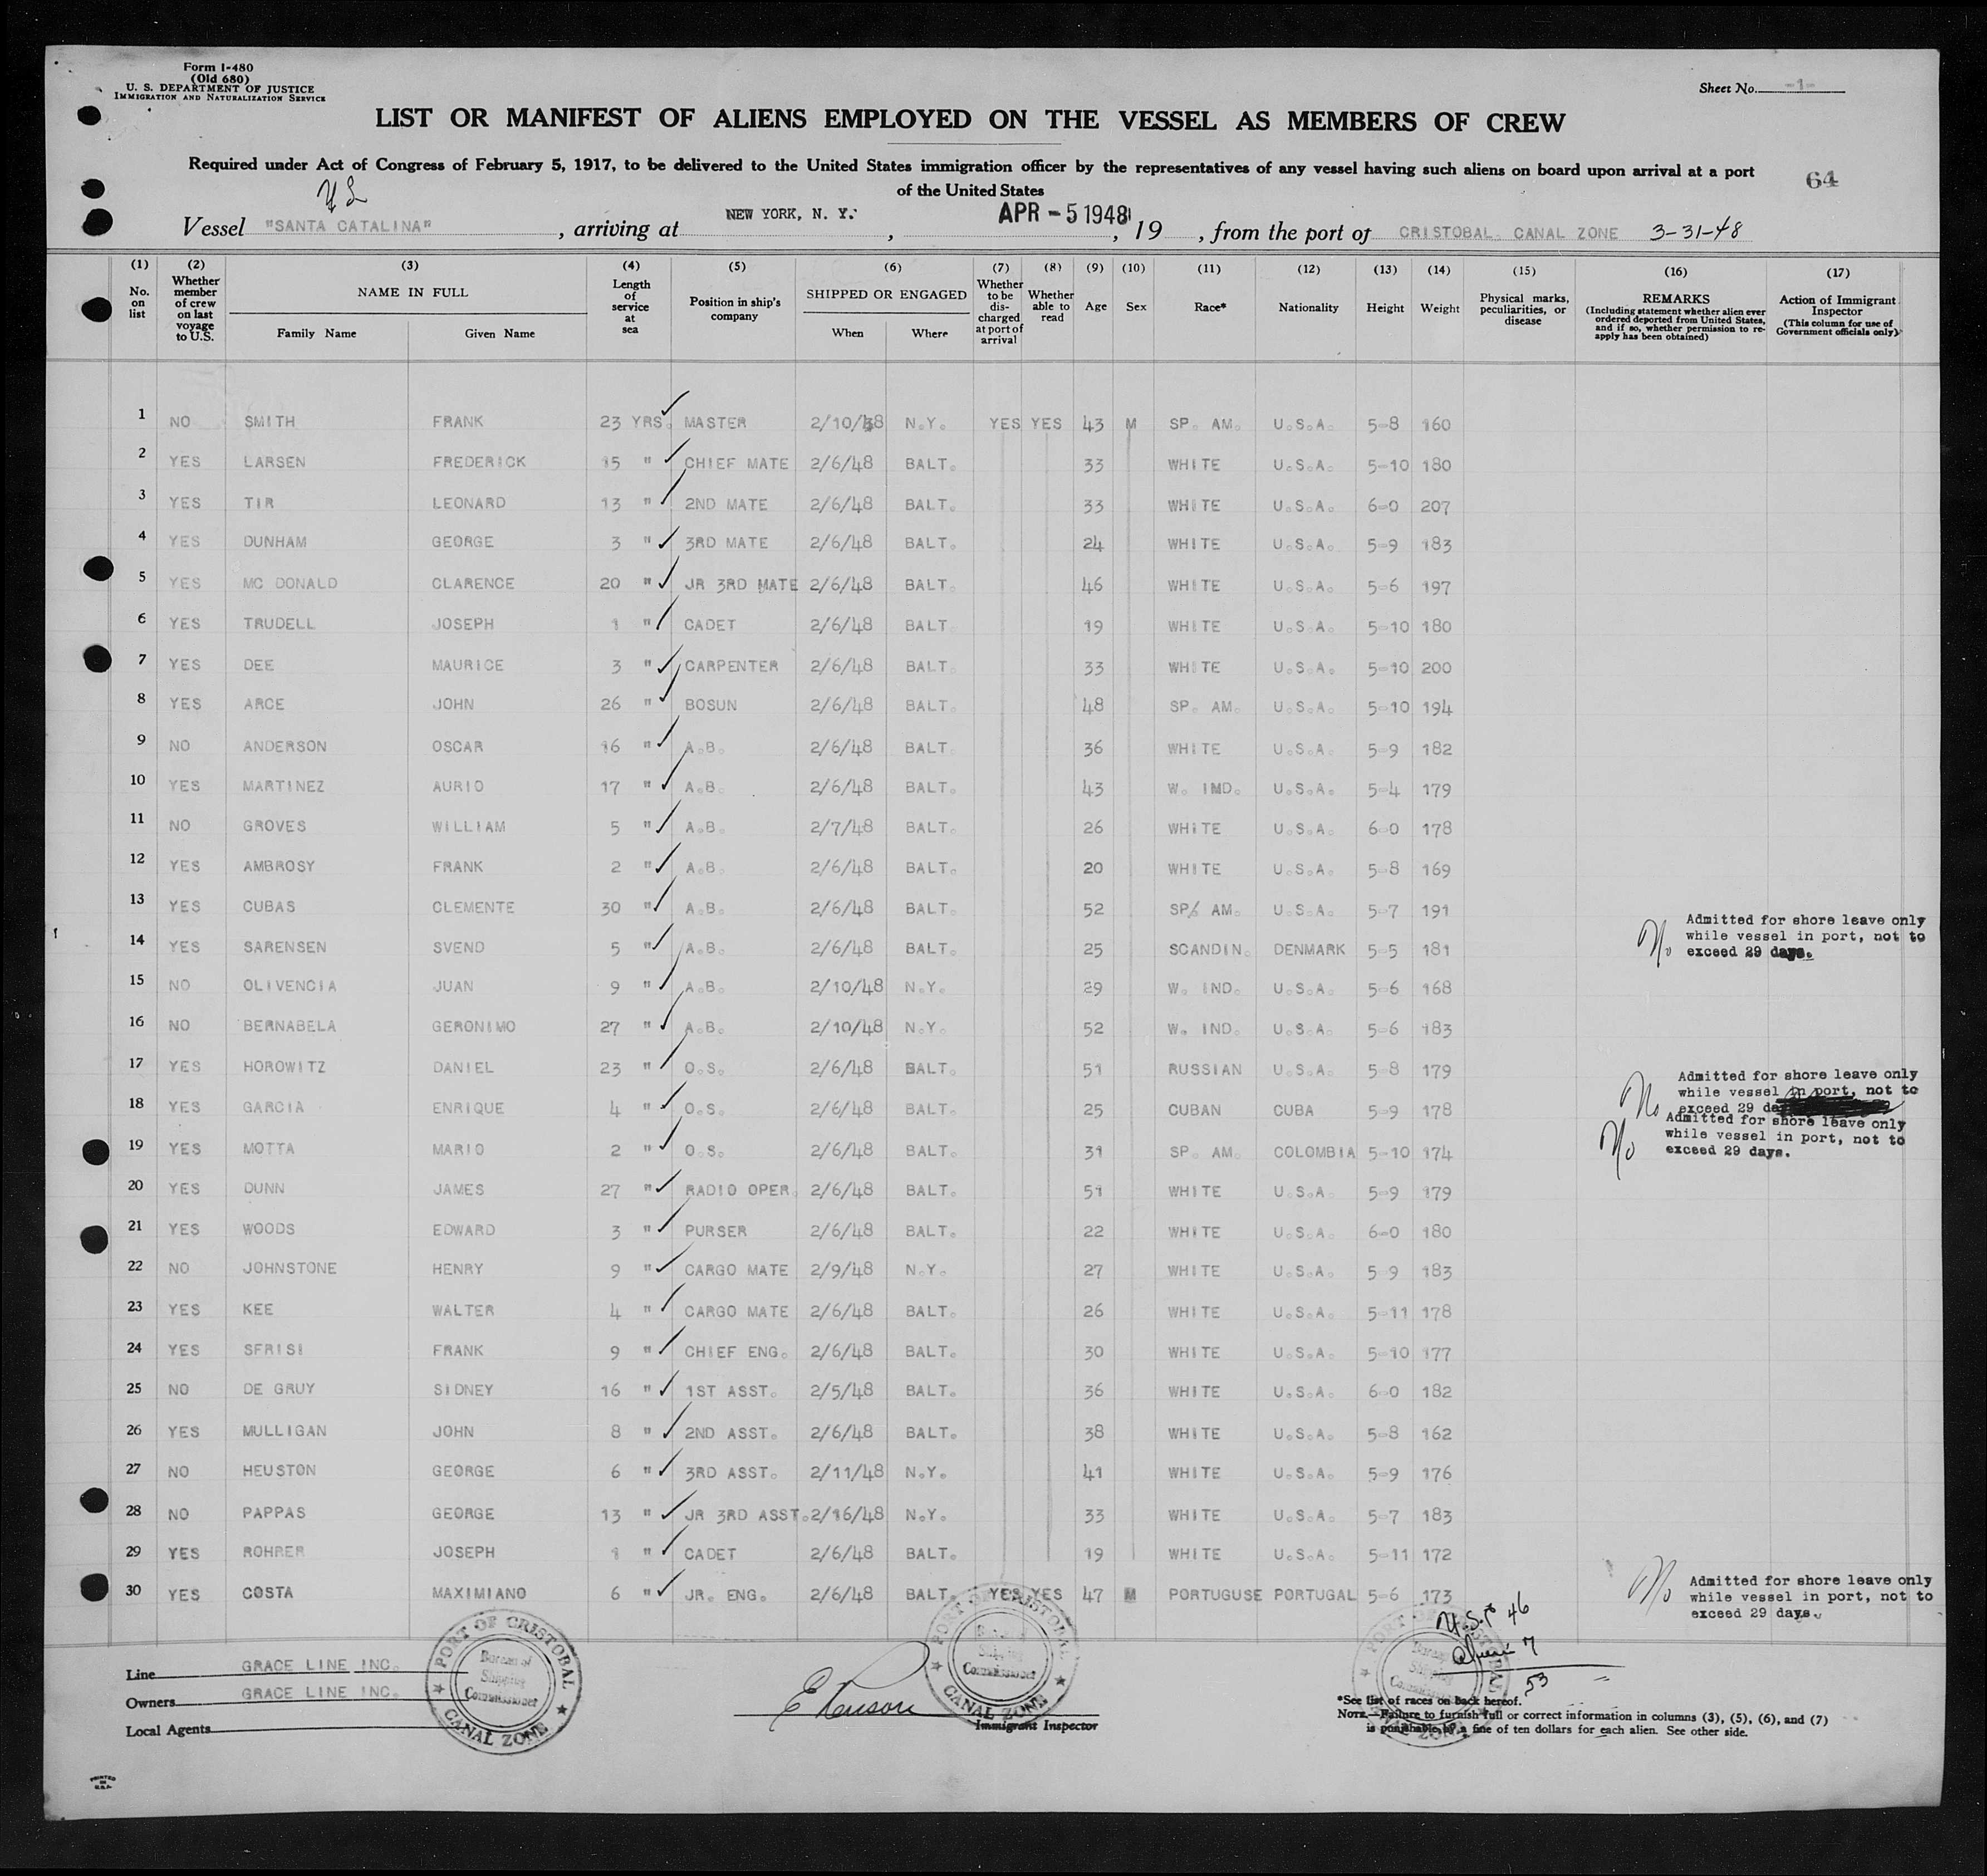 Form I-480
(Old 680)
U. S. DEPARTMENT OF JUSTICE
IMMIGRATION AND NATURALIZATION SERVICE
Sheet No. -1-
LIST OR MANIFEST OF ALIENS EMPLOYED ON THE VESSEL AS MEMBERS OF CREW
Required under Act of Congress of February 5, 1917, to be delivered to the United States immigration officer by the representatives of any vessel having such aliens on board upon arrival at a port
of the United States
64
Vessel "SANTA CATALINA", arriving at NEW YORK, N. Y., APR - 5 1948, 19 , from the port of CRISTOBAL CANAL ZONE 3-31-48
(1) No. on list (2) Whether member of crew on last voyage to U.S. (3) NAME IN FULL Family Name Given Name (4) Length of service at sea (5) Position in ship's company (6) SHIPPED OR ENGAGED When Where (7) Whether to be discharged at port of arrival (8) Whether able to read (9) Age (10) Sex (11) Race* (12) Nationality (13) Height (14) Weight (15) Physical marks, peculiarities, or disease (16) REMARKS (Including statement whether alien ever ordered deported from United States, and if so, whether permission to re-apply has been obtained) (17) Action of Immigrant Inspector (This column for use of Government officials only)
1 NO SMITH FRANK 23 YRS. MASTER 2/10/48 N.Y. YES YES 43 M SP. AM. U.S.A. 5-8 160
2 YES LARSEN FREDERICK 15 " CHIEF MATE 2/6/48 BALT. 33 WHITE U.S.A. 5-10 180
3 YES TIR LEONARD 13 " 2ND MATE 2/6/48 BALT. 33 WHITE U.S.A. 6-0 207
4 YES DUNHAM GEORGE 3 " 3RD MATE 2/6/48 BALT. 24 WHITE U.S.A. 5-9 183
5 YES MC DONALD CLARENCE 20 " JR 3RD MATE 2/6/48 BALT. 46 WHITE U.S.A. 5-6 197
6 YES TRUDELL JOSEPH 1 " CADET 2/6/48 BALT. 19 WHITE U.S.A. 5-10 180
7 YES DEE MAURICE 3 " CARPENTER 2/6/48 BALT. 33 WHITE U.S.A. 5-10 200
8 YES ARCE JOHN 26 " BOSUN 2/6/48 BALT. 48 SP. AM. U.S.A. 5-10 194
9 NO ANDERSON OSCAR 16 " A.B. 2/6/48 BALT. 36 WHITE U.S.A. 5-9 182
10 YES MARTINEZ AURIO 17 " A.B. 2/6/48 BALT. 43 W. IMD. U.S.A. 5-4 179
11 NO GROVES WILLIAM 5 " A.B. 2/7/48 BALT. 26 WHITE U.S.A. 6-0 178
12 YES AMBROSY FRANK 2 " A.B. 2/6/48 BALT. 20 WHITE U.S.A. 5-8 169
13 YES CUBAS CLEMENTE 30 " A.B. 2/6/48 BALT. 52 SP/ AM. U.S.A. 5-7 191
14 YES SARENSEN SVEND 5 " A.B. 2/6/48 BALT. 25 SCANDIN. DENMARK 5-5 181 No Admitted for shore leave only while vessel in port, not to exceed 29 days.
15 NO OLIVENCIA JUAN 9 " A.B. 2/10/48 N.Y. 29 W. IND. U.S.A. 5-6 168
16 NO BERNABELA GERONIMO 27 " A.B. 2/10/48 N.Y. 52 W. IND. U.S.A. 5-6 183
17 YES HOROWITZ DANIEL 23 " O.S. 2/6/48 BALT. 51 RUSSIAN U.S.A. 5-8 179
18 YES GARCIA ENRIQUE 4 " O.S. 2/6/48 BALT. 25 CUBAN CUBA 5-9 178 No Admitted for shore leave only while vessel in port, not to exceed 29
19 YES MOTTA MARIO 2 " O.S. 2/6/48 BALT. 31 SP. AM. COLOMBIA 5-10 174 No Admitted for shore leave only while vessel in port, not to exceed 29 days.
20 YES DUNN JAMES 27 " RADIO OPER. 2/6/48 BALT. 51 WHITE U.S.A. 5-9 179
21 YES WOODS EDWARD 3 " PURSER 2/6/48 BALT. 22 WHITE U.S.A. 6-0 180
22 NO JOHNSTONE HENRY 9 " CARGO MATE 2/9/48 N.Y. 27 WHITE U.S.A. 5-9 183
23 YES KEE WALTER 4 " CARGO MATE 2/6/48 BALT. 26 WHITE U.S.A. 5-11 178
24 YES SFRISI FRANK 9 " CHIEF ENG. 2/6/48 BALT. 30 WHITE U.S.A. 5-10 177
25 NO DE GRUY SIDNEY 16 " 1ST ASST. 2/5/48 BALT. 36 WHITE U.S.A. 6-0 182
26 YES MULLIGAN JOHN 8 " 2ND ASST. 2/6/48 BALT. 38 WHITE U.S.A. 5-8 162
27 NO HEUSTON GEORGE 6 " 3RD ASST. 2/11/48 N.Y. 41 WHITE U.S.A. 5-9 176
28 NO PAPPAS GEORGE 13 " JR 3RD ASST. 2/16/48 N.Y. 33 WHITE U.S.A. 5-7 183
29 YES ROHRER JOSEPH 1 " CADET 2/6/48 BALT. 19 WHITE U.S.A. 5-11 172
30 YES COSTA MAXIMIANO 6 " JR. ENG. 2/6/48 BALT. YES YES 47 M PORTUGUSE PORTUGAL 5-6 173 No Admitted for shore leave only while vessel in port, not to exceed 29 days.
46
7
53
Line GRACE LINE INC.
Owners GRACE LINE INC.
Local Agents
PORT OF CRISTOBAL
Bureau of
Shipping
Commissioner
CANAL ZONE
PORT OF CRISTOBAL
Shipping
Commissioner
CANAL ZONE
Immigrant Inspector
*See list of races on back hereof.
NOTE.—Failure to furnish full or correct information in columns (3), (5), (6), and (7)
is punishable by a fine of ten dollars for each alien. See other side.
PRINTED
IN
U.S.A.